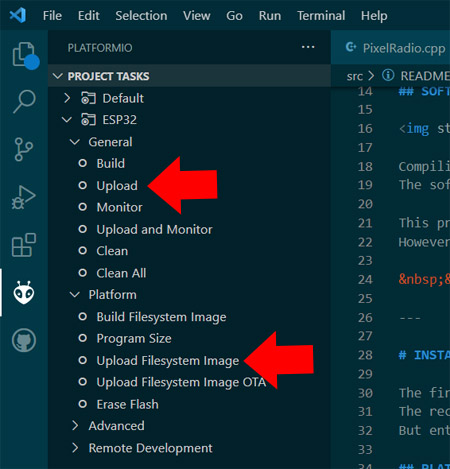 File Edit Selection View Go Run Terminal Help
PLATFORMIO ...
PixelRadio.cpp
PROJECT TASKS
src > README
Default
ESP32
General
Build
Upload
Monitor
Upload and Monitor
Clean
Clean All
Platform
Build Filesystem Image
Program Size
Upload Filesystem Image
Upload Filesystem Image OTA
Erase Flash
Advanced
Remote Development
14 ## SOF
15
16 <img st
17
18 Compili
19 The sof
20
21 This pr
22 However
23
24 &nbsp;&
25
26 ---
27
28 # INSTA
29
30 The fir
31 The rec
32 But ent
33
34 ## PLAT